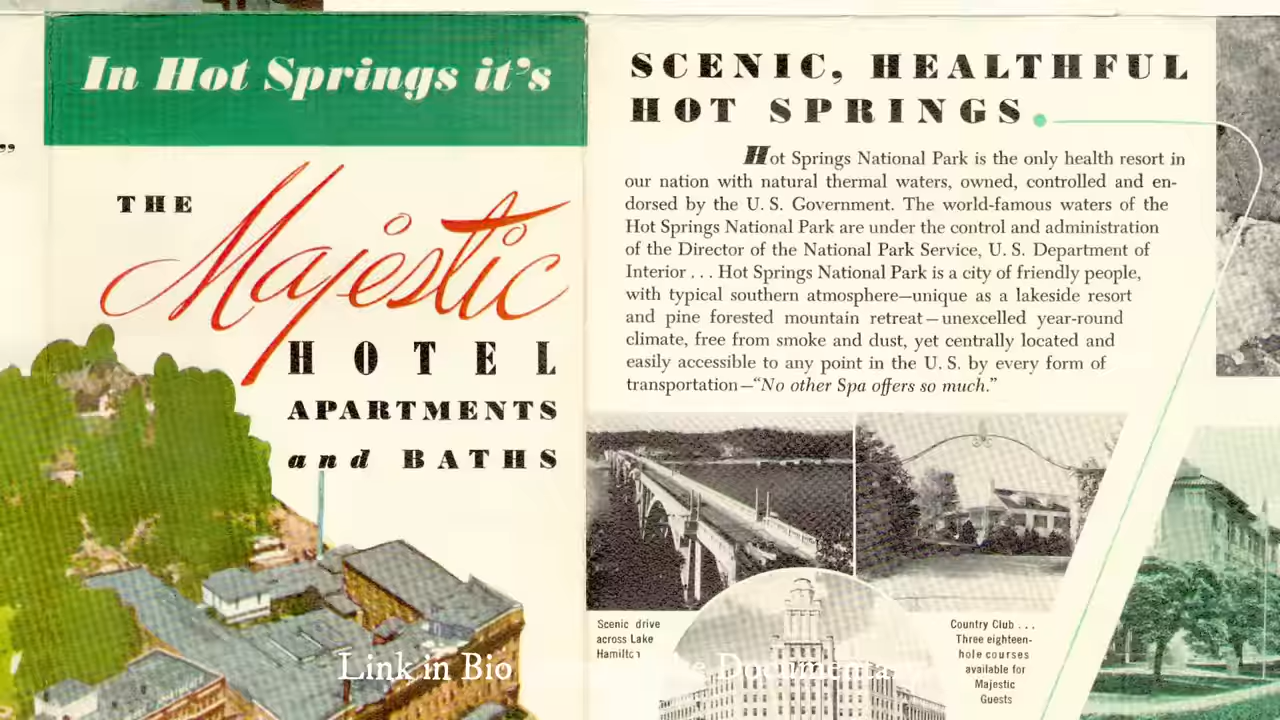 In Hot Springs it's
THE
Majestic
HOTEL
APARTMENTS
and BATHS
”
SCENIC, HEALTHFUL
HOT SPRINGS
Hot Springs National Park is the only health resort in
our nation with natural thermal waters, owned, controlled and en-
dorsed by the U. S. Government. The world-famous waters of the
Hot Springs National Park are under the control and administration
of the Director of the National Park Service, U. S. Department of
Interior . . . Hot Springs National Park is a city of friendly people,
with typical southern atmosphere—unique as a lakeside resort
and pine forested mountain retreat—unexcelled year-round
climate, free from smoke and dust, yet centrally located and
easily accessible to any point in the U. S. by every form of
transportation—“No other Spa offers so much.”
Scenic drive
across Lake
Hamilton
Country Club . . .
Three eighteen-
hole courses
available for
Majestic
Guests
Link in Bio